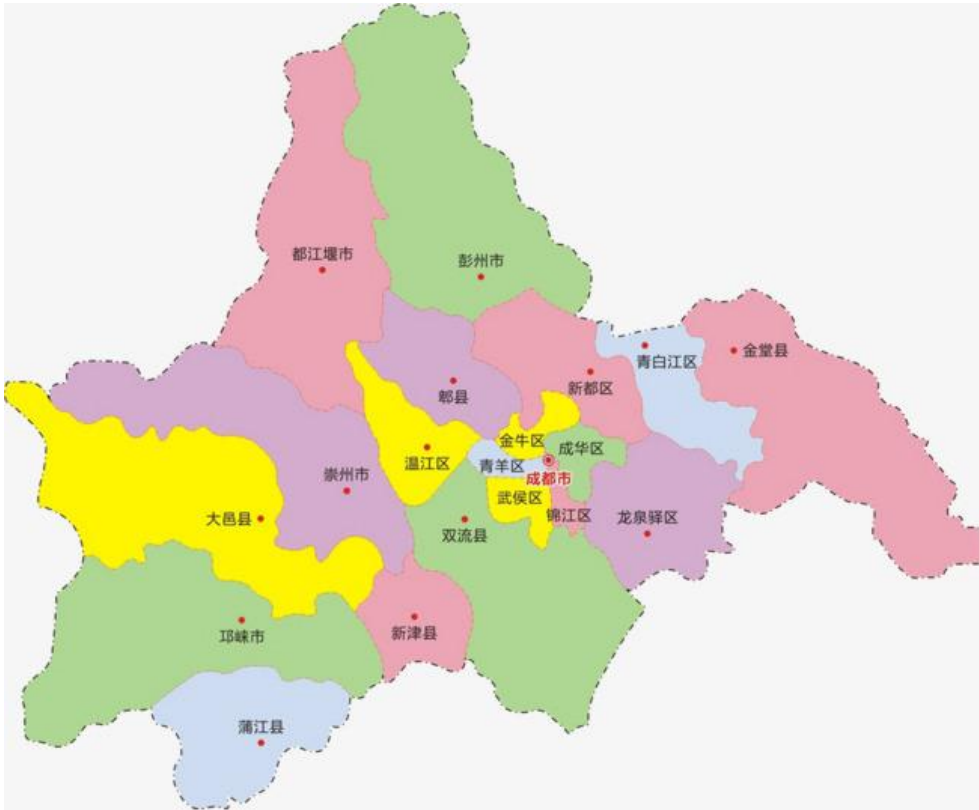 都江堰市
彭州市
青白江区
金堂县
新都区
郫县
金牛区
成华区
温江区
青羊区
成都市
崇州市
武侯区
锦江区
龙泉驿区
大邑县
双流县
邛崃市
新津县
蒲江县